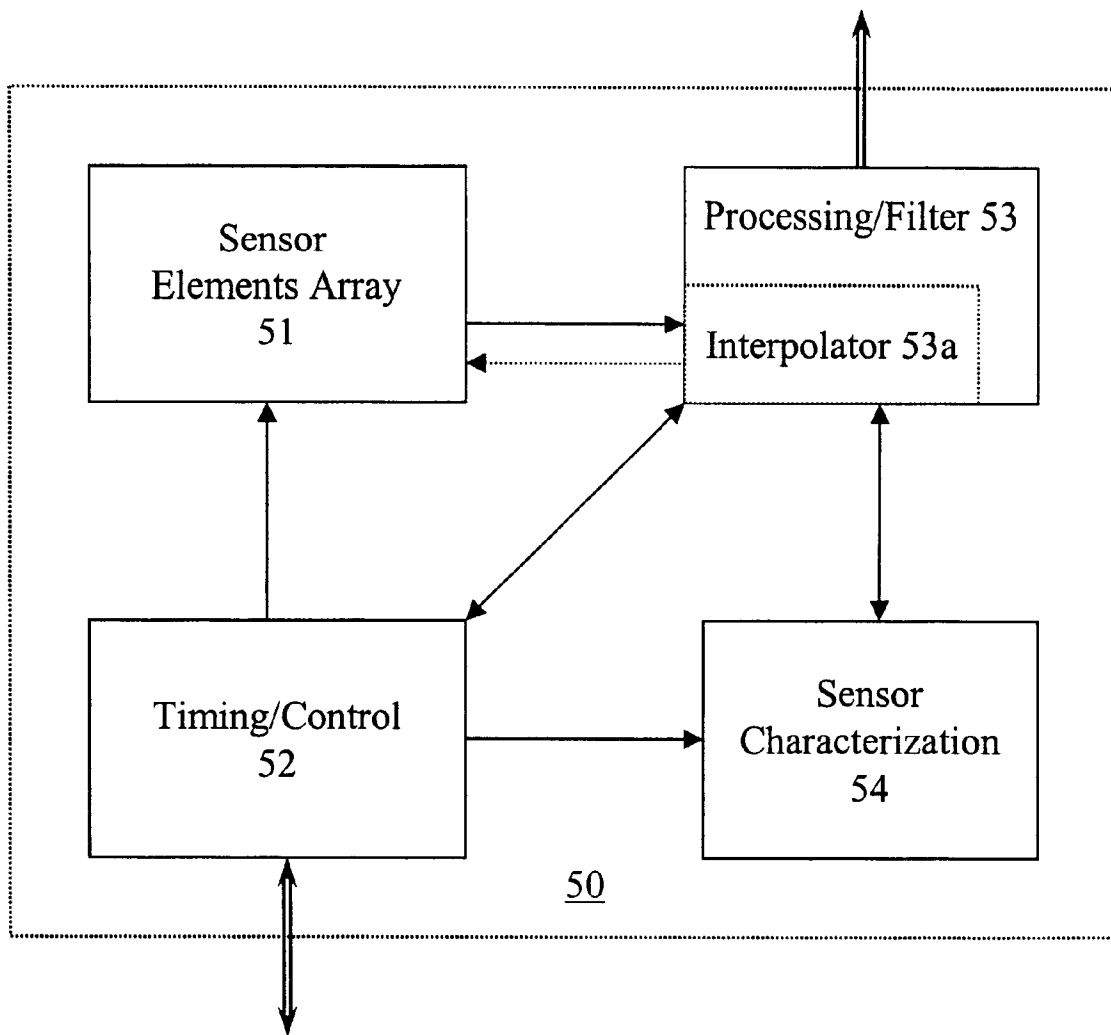 Sensor
Elements Array
51
Processing/Filter 53
Interpolator 53a
Timing/Control
52
Sensor
Characterization
54
50